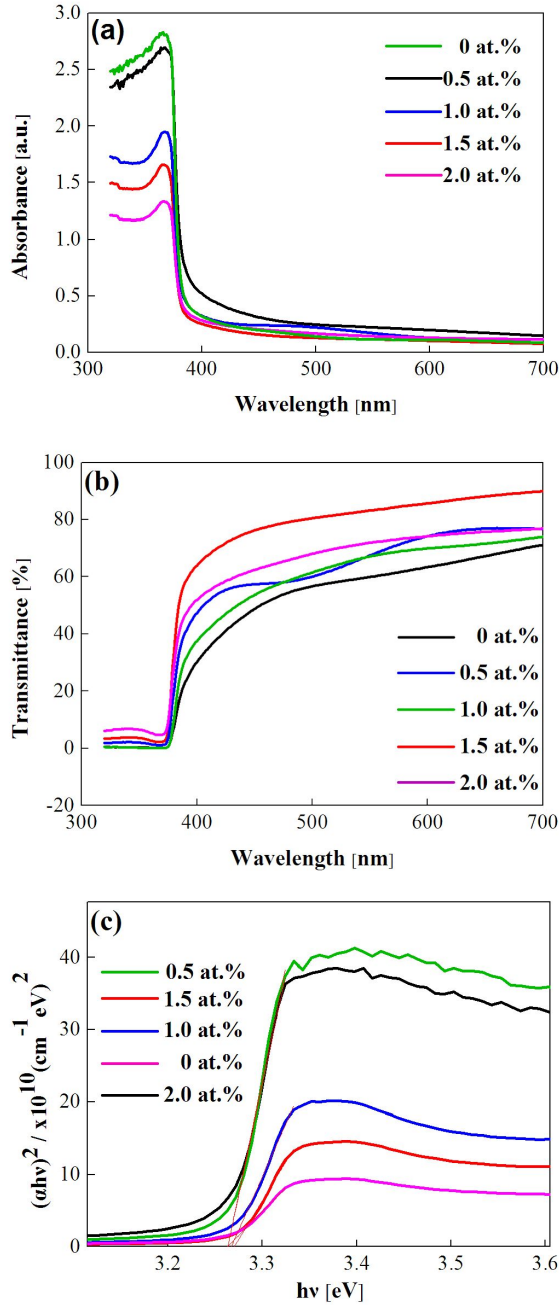 (a)
3.0
2.5
2.0
1.5
1.0
0.5
0.0
Absorbance [a.u.]
0 at.%
0.5 at.%
1.0 at.%
1.5 at.%
2.0 at.%
300 400 500 600 700
Wavelength [nm]
(b)
100
80
60
40
20
0
-20
Transmittance [%]
0 at.%
0.5 at.%
1.0 at.%
1.5 at.%
2.0 at.%
300 400 500 600 700
Wavelength [nm]
(c)
40
30
20
10
0
(αhν)² / x10¹⁰(cm⁻¹ eV)²
0.5 at.%
1.5 at.%
1.0 at.%
0 at.%
2.0 at.%
3.2 3.3 3.4 3.5 3.6
hν [eV]